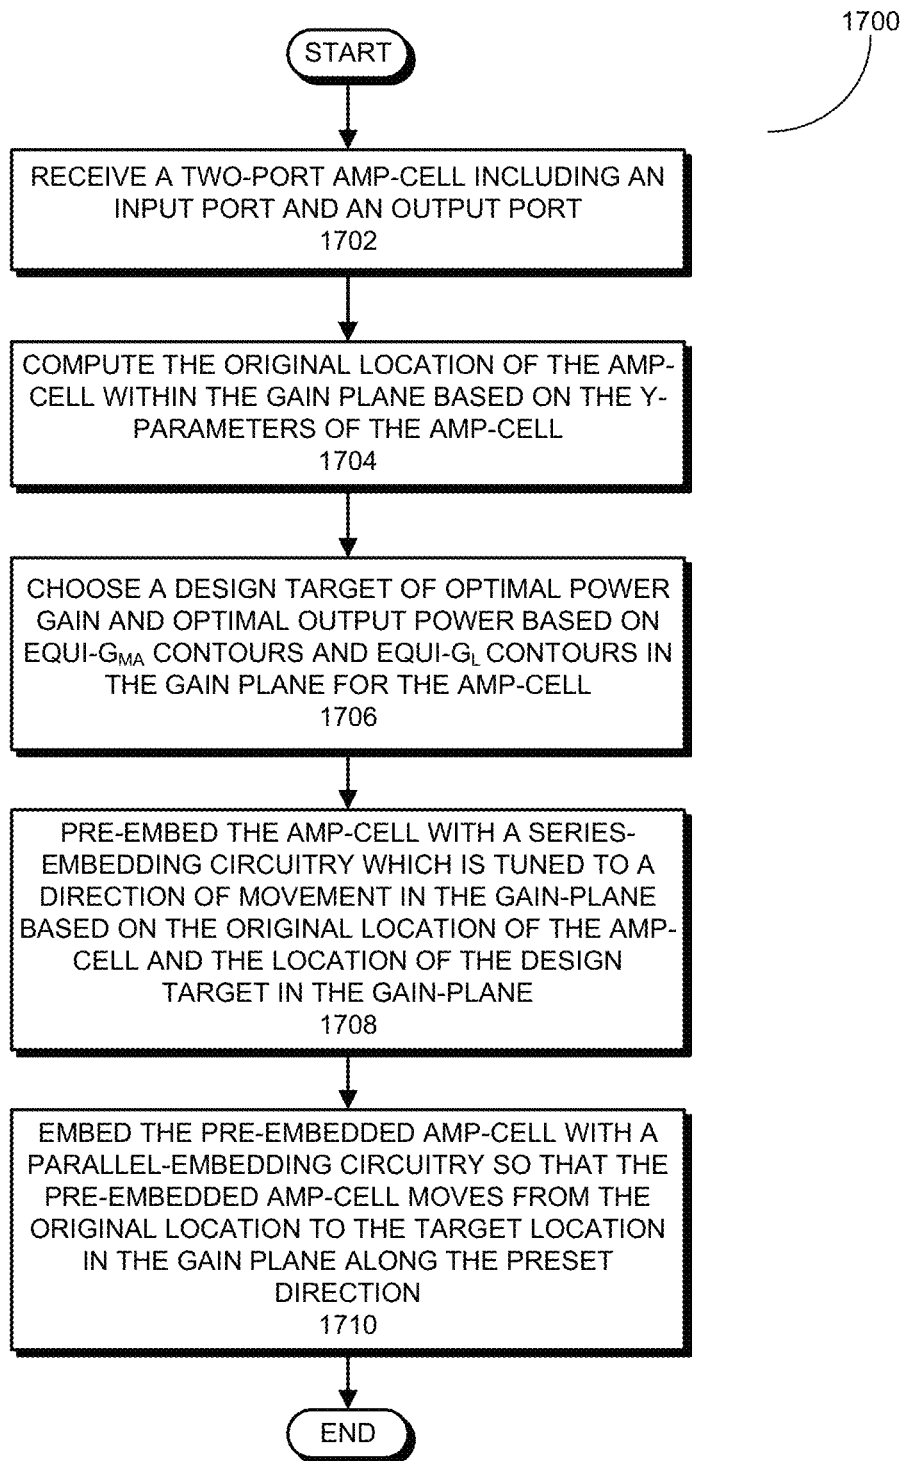 1700
START
RECEIVE A TWO-PORT AMP-CELL INCLUDING AN
INPUT PORT AND AN OUTPUT PORT
1702
COMPUTE THE ORIGINAL LOCATION OF THE AMP-
CELL WITHIN THE GAIN PLANE BASED ON THE Y-
PARAMETERS OF THE AMP-CELL
1704
CHOOSE A DESIGN TARGET OF OPTIMAL POWER
GAIN AND OPTIMAL OUTPUT POWER BASED ON
EQUI-GMA CONTOURS AND EQUI-GL CONTOURS IN
THE GAIN PLANE FOR THE AMP-CELL
1706
PRE-EMBED THE AMP-CELL WITH A SERIES-
EMBEDDING CIRCUITRY WHICH IS TUNED TO A
DIRECTION OF MOVEMENT IN THE GAIN-PLANE
BASED ON THE ORIGINAL LOCATION OF THE AMP-
CELL AND THE LOCATION OF THE DESIGN
TARGET IN THE GAIN-PLANE
1708
EMBED THE PRE-EMBEDDED AMP-CELL WITH A
PARALLEL-EMBEDDING CIRCUITRY SO THAT THE
PRE-EMBEDDED AMP-CELL MOVES FROM THE
ORIGINAL LOCATION TO THE TARGET LOCATION
IN THE GAIN PLANE ALONG THE PRESET
DIRECTION
1710
END